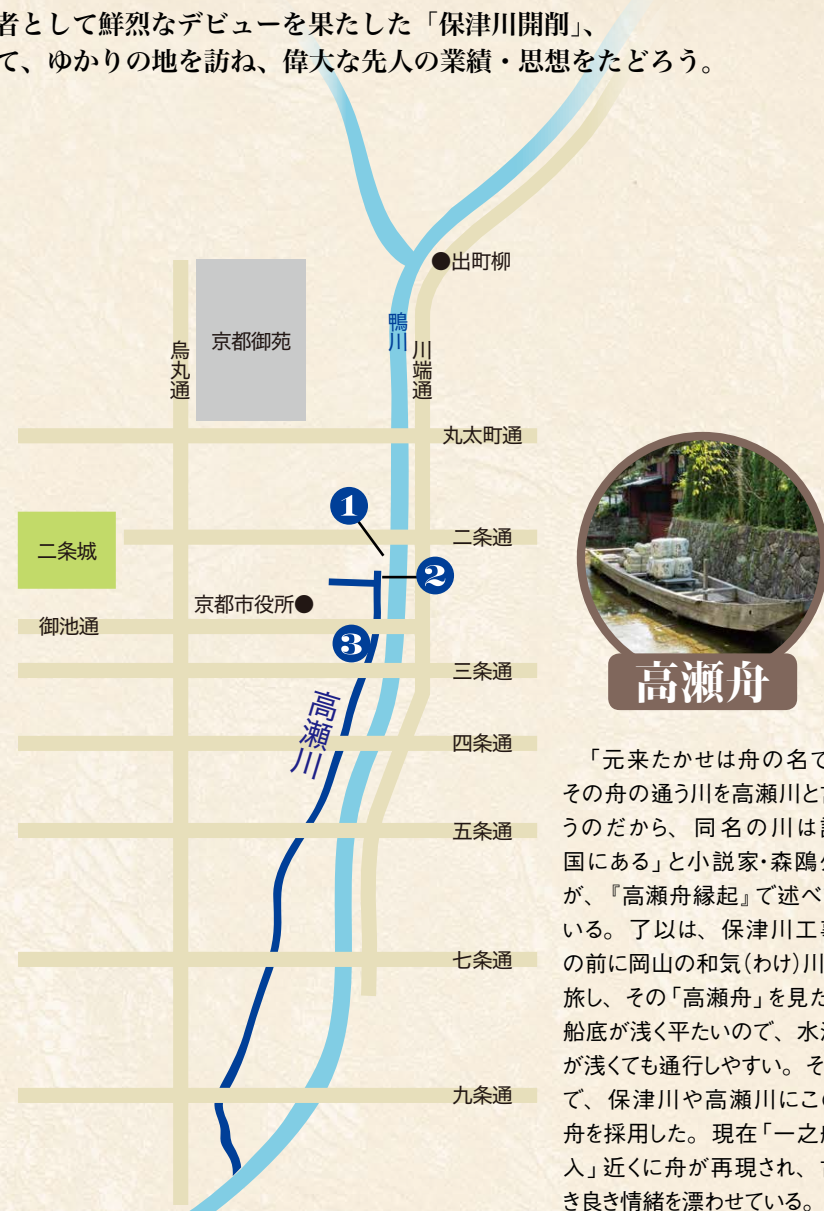 者として鮮烈なデビューを果たした「保津川開削」、
て、ゆかりの地を訪ね、偉大な先人の業績・思想をたどろう。
出町柳
京都御苑
鴨川
烏丸通
川端通
丸太町通
1
二条通
二条城
2
京都市役所
御池通
3
三条通
高瀬川
四条通
五条通
七条通
九条通
高瀬舟
「元来たかせは舟の名で
その舟の通う川を高瀬川と
うのだから、同名の川は
国にある」と小説家・森鴎
が、『高瀬舟縁起』で述べ
いる。了以は、保津川工
の前に岡山の和気(わけ)川
旅し、その「高瀬舟」を見た
船底が浅く平たいので、水
が浅くても通行しやすい。そ
で、保津川や高瀬川にこ
舟を採用した。現在「一之
入」近くに舟が再現され、
き良き情緒を漂わせている。